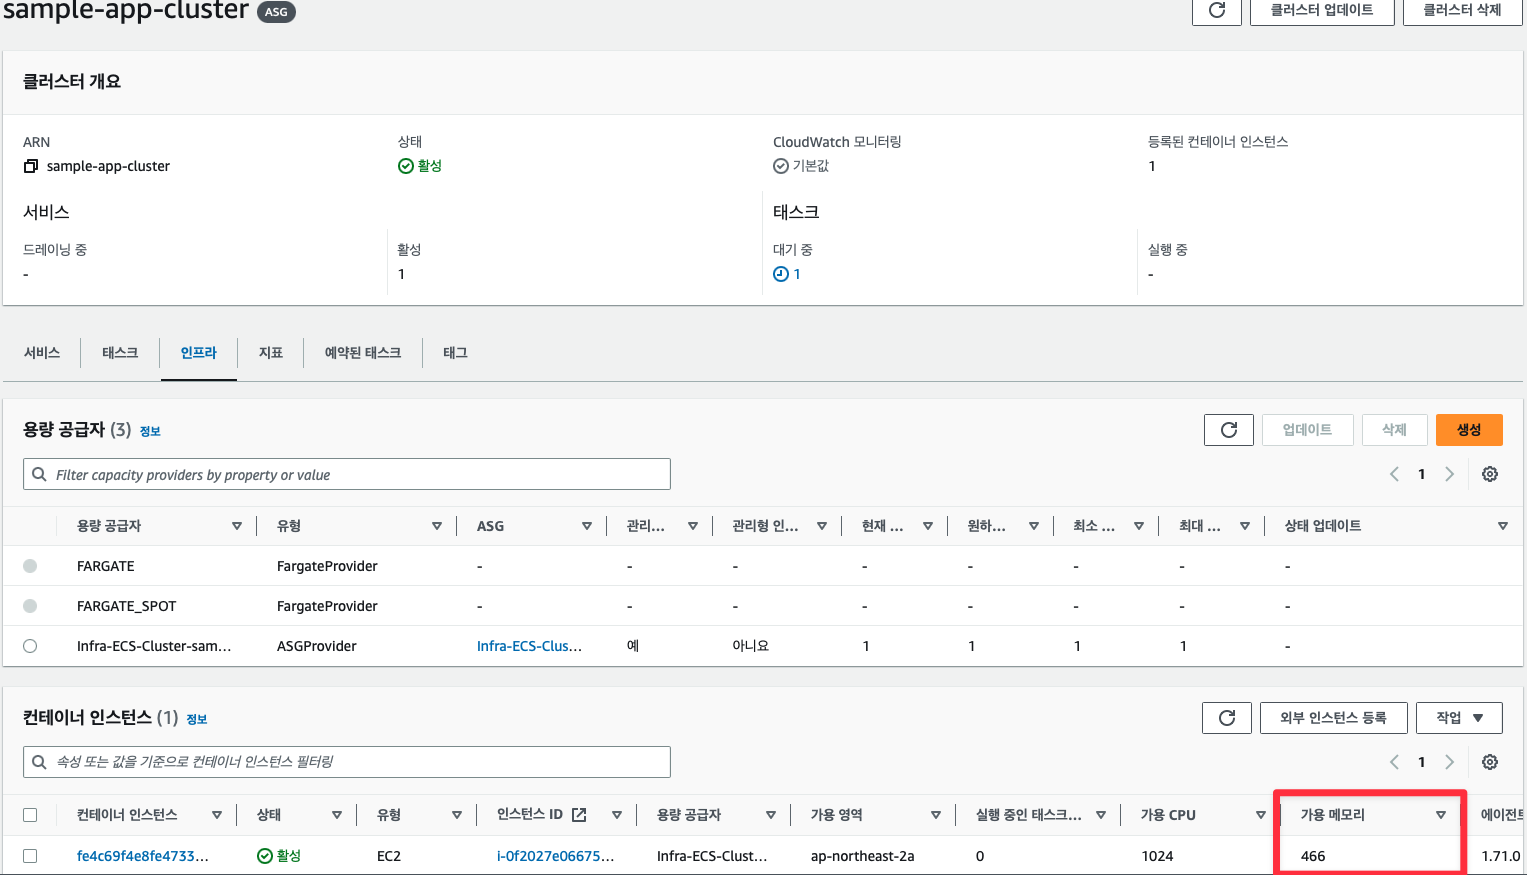 sample-app-cluster ASG 클러스터 업데이트 클러스터 삭제
클러스터 개요
ARN 상태 CloudWatch 모니터링 등록된 컨테이너 인스턴스
sample-app-cluster 활성 기본값 1
서비스 태스크
드레이닝 중 활성 대기 중 실행 중
- 1 1 -
서비스 태스크 인프라 지표 예약된 태스크 태그
용량 공급자 (3) 정보 업데이트 삭제 생성
Filter capacity providers by property or value 1
용량 공급자 유형 ASG 관리... 관리형 인... 현재 ... 원하... 최소 ... 최대 ... 상태 업데이트
FARGATE FargateProvider - - - - - - - -
FARGATE_SPOT FargateProvider - - - - - - - -
Infra-ECS-Cluster-sam... ASGProvider Infra-ECS-Clus... 예 아니요 1 1 1 1 -
컨테이너 인스턴스 (1) 정보 외부 인스턴스 등록 작업
속성 또는 값을 기준으로 컨테이너 인스턴스 필터링 1
컨테이너 인스턴스 상태 유형 인스턴스 ID 용량 공급자 가용 영역 실행 중인 태스크... 가용 CPU 가용 메모리 에이전트
fe4c69f4e8fe4733... 활성 EC2 i-0f2027e06675... Infra-ECS-Clust... ap-northeast-2a 0 1024 466 1.71.0